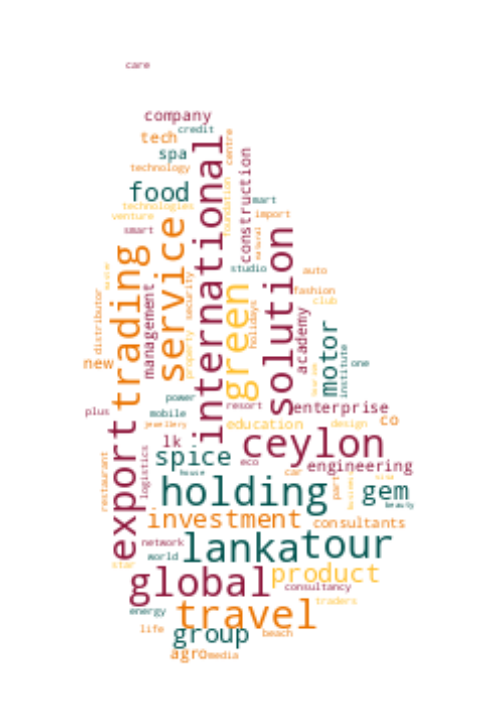 care
company
credit
tech
centre
spa
technology
international
construction
food
foundation
mart
technologies
venture
import
service
smart
solution
natural
trading
studio
auto
security
green
management
distributor
fashion
club
holidays
academy
motor
property
institute
new
one
power
resort
enterprise
plus
mobile
co
jewellery
education
design
export
lk
ceylon
logistics
spice
eco
engineering
house
car
restaurant
holding
part
business
gem
beauty
investment
consultants
network
lanka
tour
world
star
global
product
consultancy
energy
travel
traders
life
group
beach
agro
media